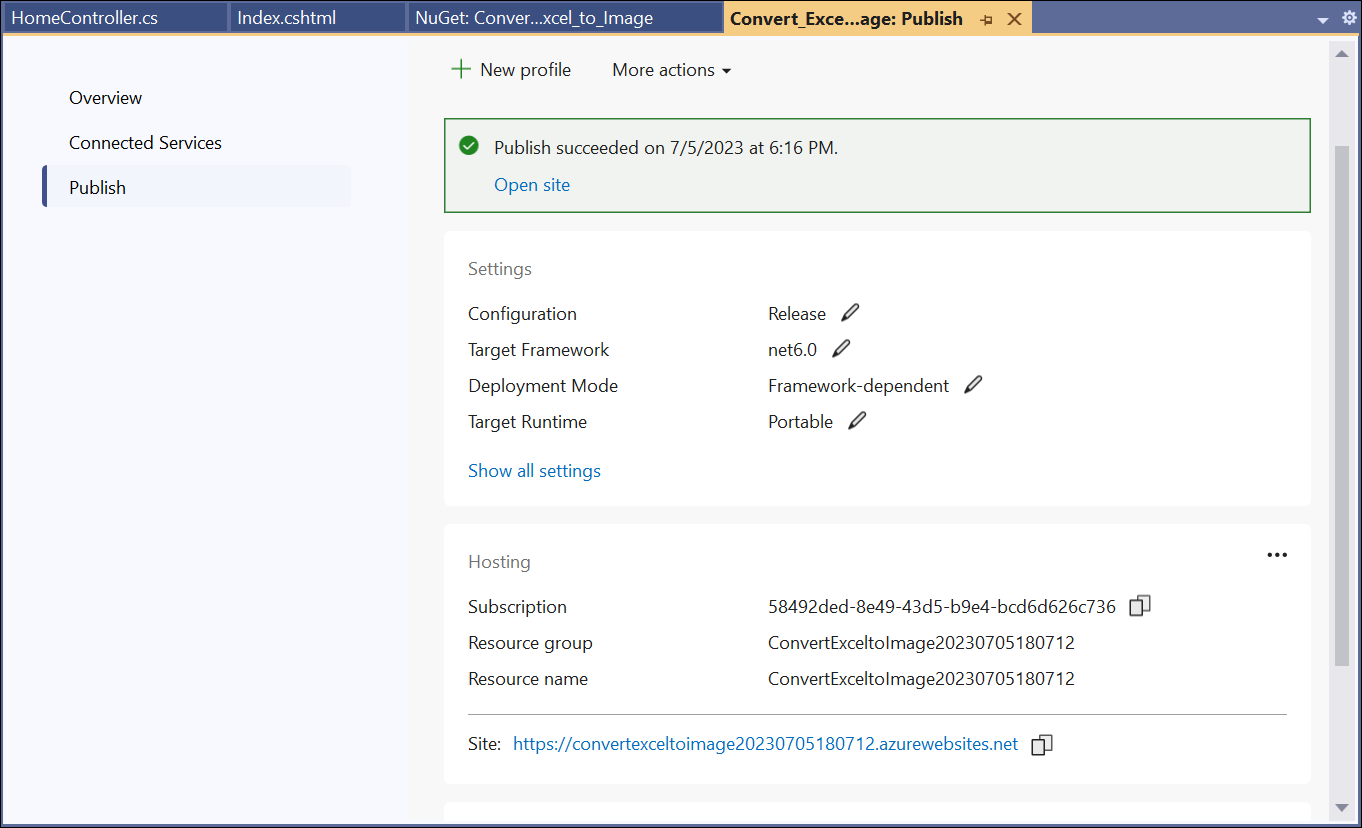 HomeController.cs Index.cshtml NuGet: Conver...xcel_to_Image Convert_Exce...age: Publish
New profile More actions
Overview
Connected Services
Publish
Publish succeeded on 7/5/2023 at 6:16 PM.
Open site
Settings
Configuration Release
Target Framework net6.0
Deployment Mode Framework-dependent
Target Runtime Portable
Show all settings
Hosting
Subscription 58492ded-8e49-43d5-b9e4-bcd6d626c736
Resource group ConvertExceltoImage20230705180712
Resource name ConvertExceltoImage20230705180712
Site: https://convertexceltoimage20230705180712.azurewebsites.net